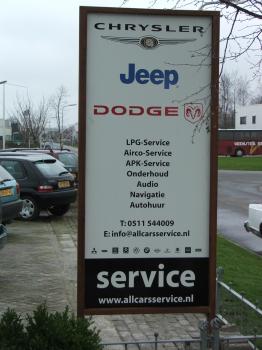 CHRYSLER
Jeep
DODGE
LPG-Service
Airco-Service
APK-Service
Onderhoud
Audio
Navigatie
Autohuur
T: 0511 544009
E: info@allcarsservice.nl
service
www.allcarsservice.nl